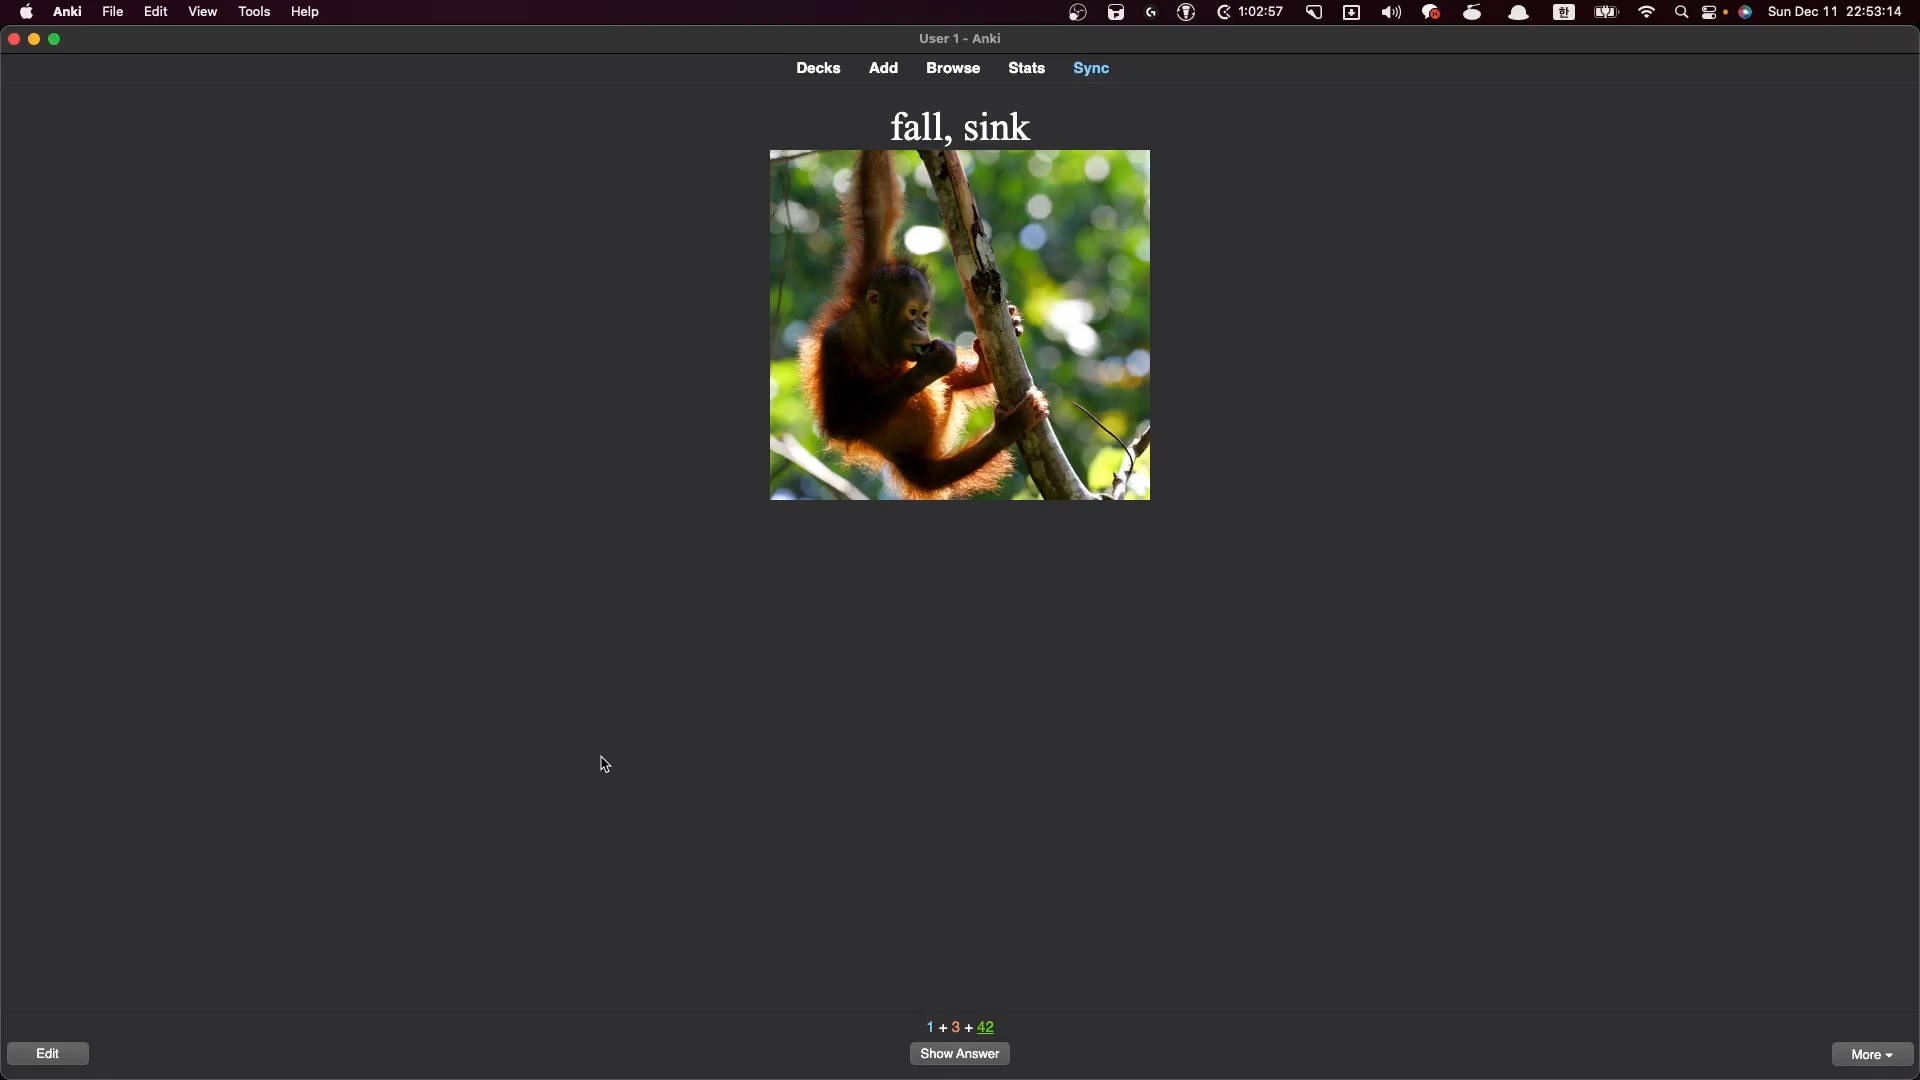 Anki File Edit View Tools Help 1:02:57 한 Sun Dec 11 22:53:14
User 1 - Anki
Decks Add Browse Stats Sync
fall, sink
1 + 3 + 42
Edit Show Answer More